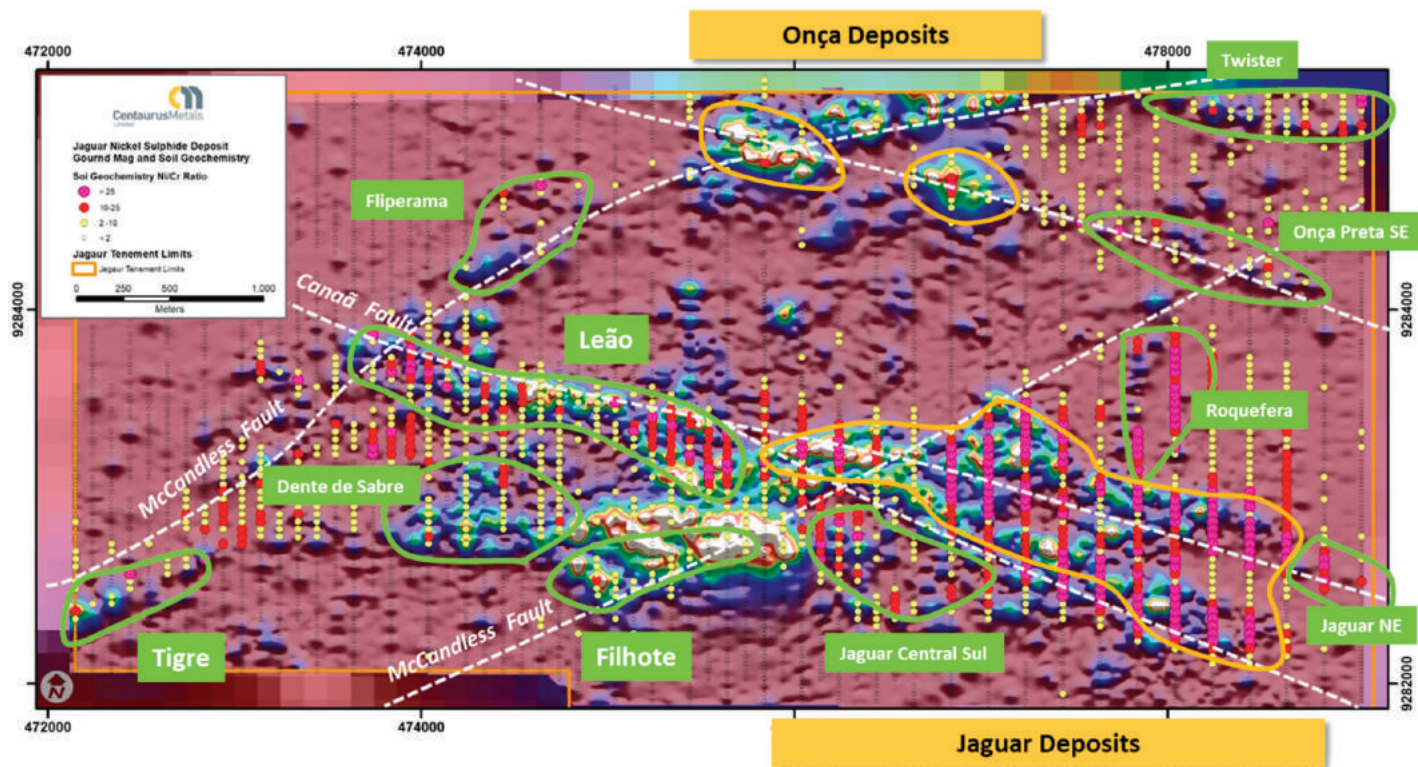 Onça Deposits
472000
474000
478000
Twister
CentaurusMetals
Limited
Jaguar Nickel Sulphide Deposit
Gournd Mag and Soil Geochemistry
Soi Geochemistry Ni/Cr Ratio
> 25
10-25
2 -10
< 2
Jagaur Tenement Limits
Jagaur Tenement Limits
0 250 500 1,000
Meters
Fliperama
Onça Preta SE
9284000
9284000
Canaã Fault
Leão
Roquefera
McCandless Fault
Dente de Sabre
McCandless Fault
Tigre
Filhote
Jaguar Central Sul
Jaguar NE
N
9282000
472000
474000
478000
Jaguar Deposits